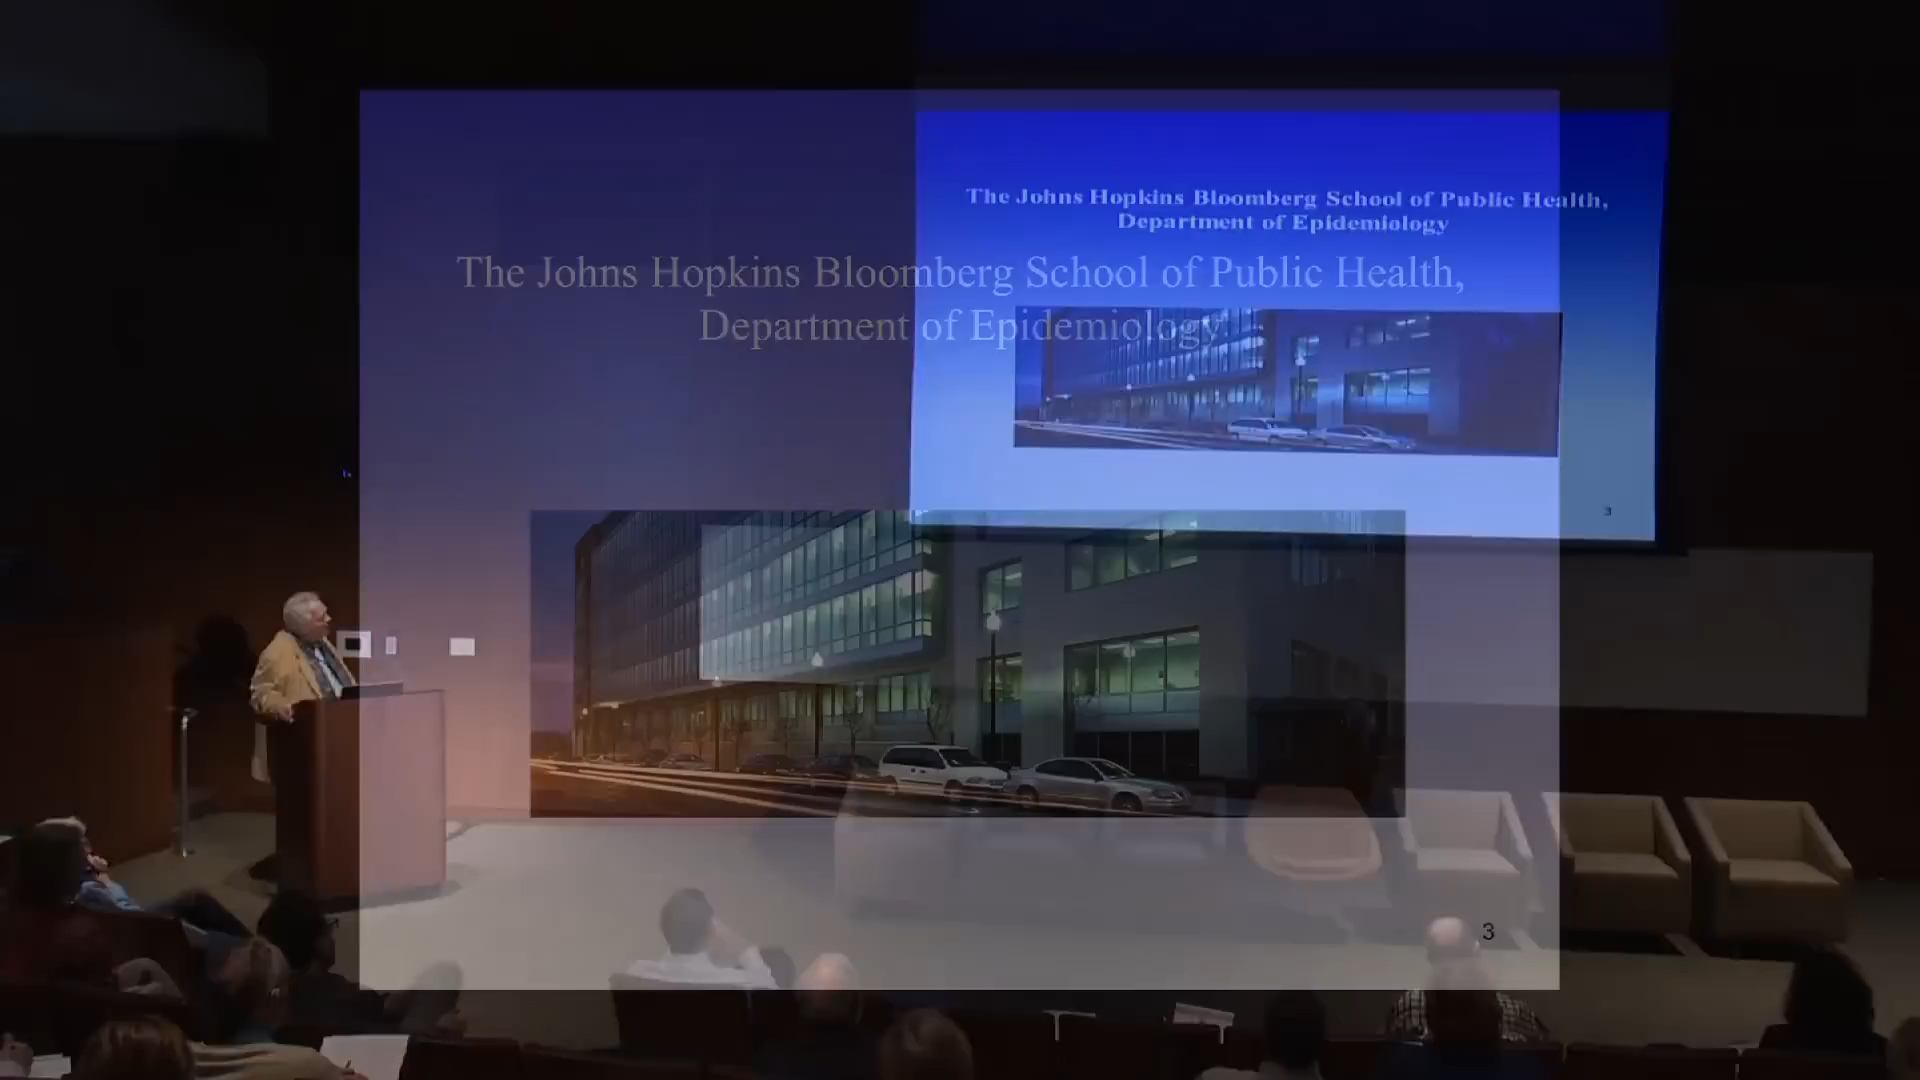 The Johns Hopkins Bloomberg School of Public Health,
Department of Epidemiology
3
The Johns Hopkins Bloomberg School of Public Health,
Department of Epidemiology
3